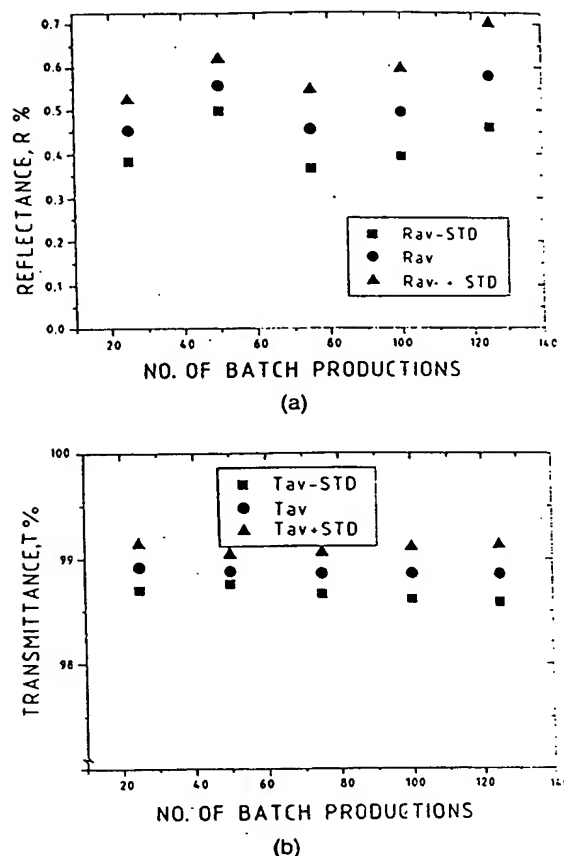 0.7
0.6
0.5
0.4
0.3
0.2
0.1
0.0
REFLECTANCE, R %
Rav-STD
Rav
Rav + STD
20 40 60 80 100 120 140
NO. OF BATCH PRODUCTIONS
(a)
100
99
98
TRANSMITTANCE, T%
Tav-STD
Tav
Tav+STD
20 40 60 80 100 120 140
NO. OF BATCH PRODUCTIONS
(b)